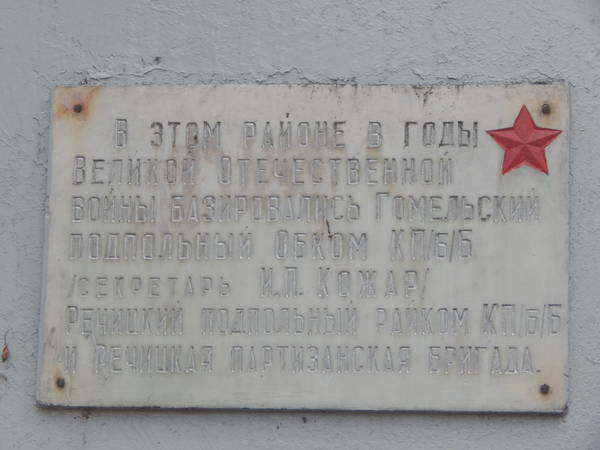 В ЭТОМ РАЙОНЕ В ГОДЫ
ВЕЛИКОЙ ОТЕЧЕСТВЕННОЙ
ВОЙНЫ БАЗИРОВАЛИСЬ ГОМЕЛЬСКИЙ
ПОДПОЛЬНЫЙ ОБКОМ КП/б/Б
/СЕКРЕТАРЬ И.П. КОЖАР/
РЕЧИЦКИЙ ПОДПОЛЬНЫЙ РАЙКОМ КП/б/Б
И РЕЧИЦКАЯ ПАРТИЗАНСКАЯ БРИГАДА.